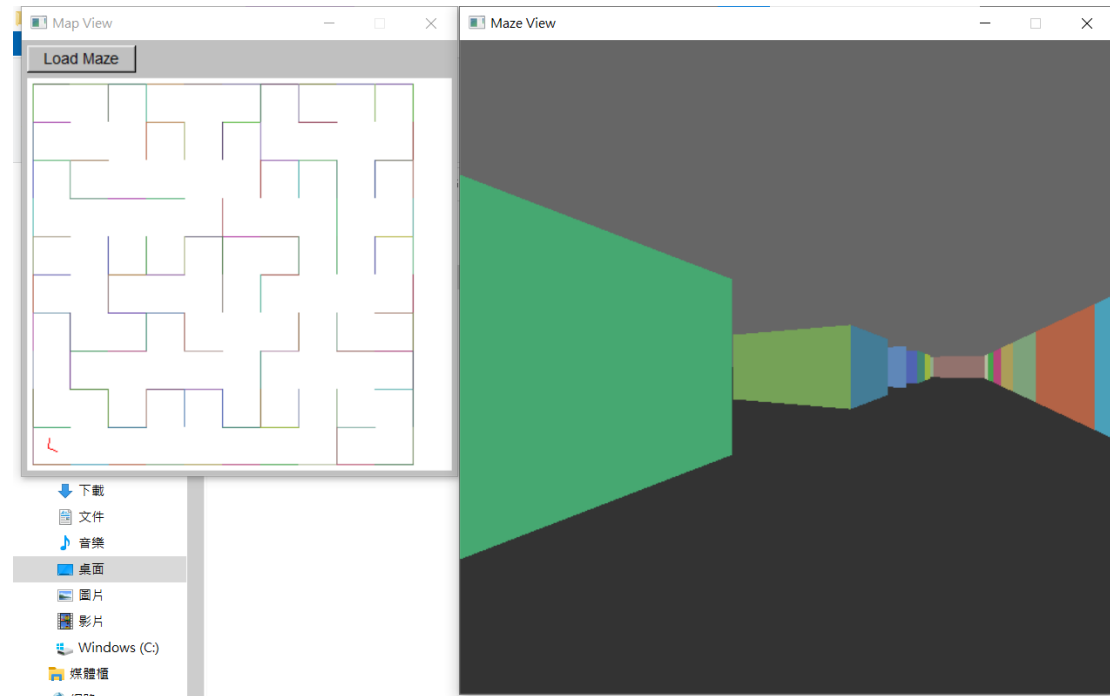 Map View
Load Maze
Maze View
下載
文件
音樂
桌面
圖片
影片
Windows (C:)
媒體櫃